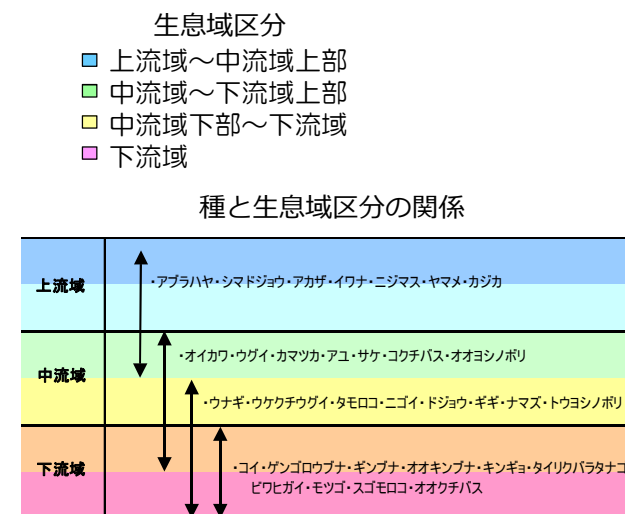 生息域区分
上流域～中流域上部
中流域～下流域上部
中流域下部～下流域
下流域
種と生息域区分の関係
上流域
・アブラハヤ・シマドジョウ・アカザ・イワナ・ニジマス・ヤマメ・カジカ
中流域
・オイカワ・ウグイ・カマツカ・アユ・サケ・コクチバス・オオヨシノボリ
・ウナギ・ウケクチウグイ・タモロコ・ニゴイ・ドジョウ・ギギ・ナマズ・トウヨシノボリ
下流域
・コイ・ゲンゴロウブナ・ギンブナ・オオキンブナ・キンギョ・タイリクバラタナゴ
ビワヒガイ・モツゴ・スゴモロコ・オオクチバス